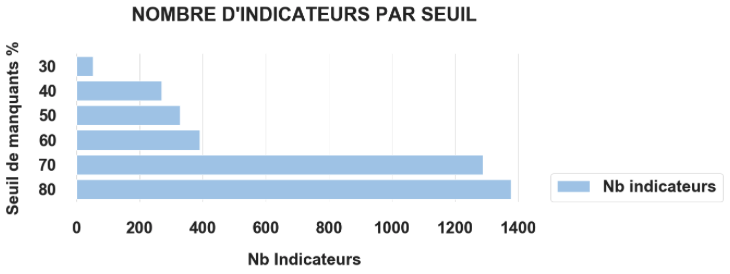 NOMBRE D'INDICATEURS PAR SEUIL
Seuil de manquants %
30
40
50
60
70
80
0 200 400 600 800 1000 1200 1400
Nb Indicateurs
Nb indicateurs